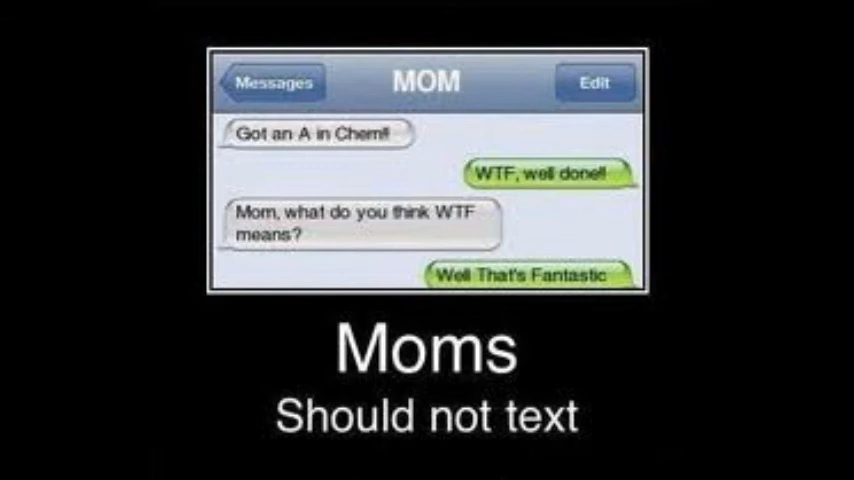 Messages MOM Edit
Got an A in Chem!!
WTF, well done!!
Mom, what do you think WTF
means?
Well That's Fantastic
Moms
Should not text